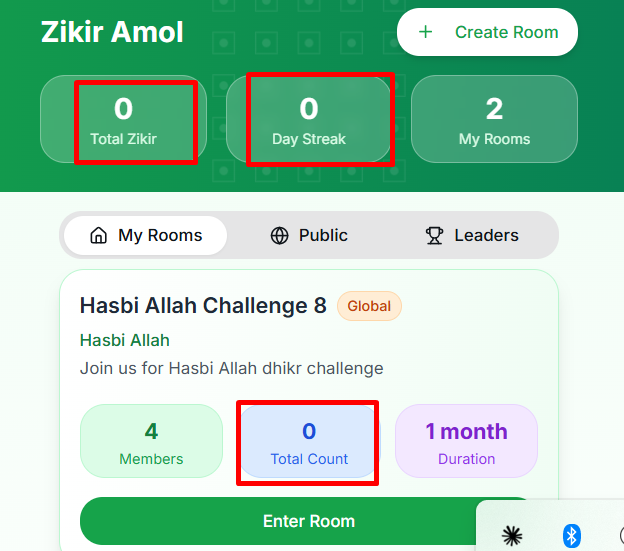 Zikir Amol
+ Create Room
0
Total Zikir
0
Day Streak
2
My Rooms
My Rooms
Public
Leaders
Hasbi Allah Challenge 8
Global
Hasbi Allah
Join us for Hasbi Allah dhikr challenge
4
Members
0
Total Count
1 month
Duration
Enter Room